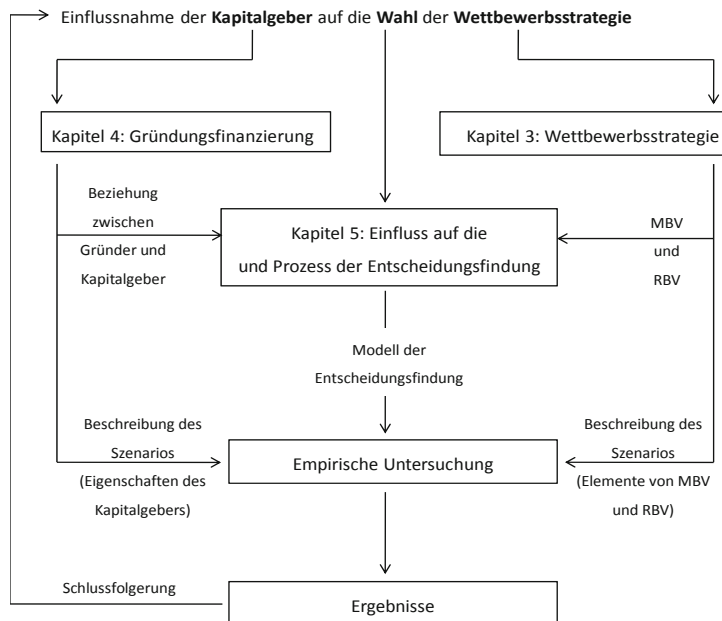 Einflussnahme der Kapitalgeber auf die Wahl der Wettbewerbsstrategie
Kapitel 4: Gründungsfinanzierung
Kapitel 3: Wettbewerbsstrategie
Beziehung
zwischen
Gründer und
Kapitalgeber
Kapitel 5: Einfluss auf die
und Prozess der Entscheidungsfindung
MBV
und
RBV
Modell der
Entscheidungsfindung
Beschreibung des
Szenarios
(Eigenschaften des
Kapitalgebers)
Empirische Untersuchung
Beschreibung des
Szenarios
(Elemente von MBV
und RBV)
Schlussfolgerung
Ergebnisse